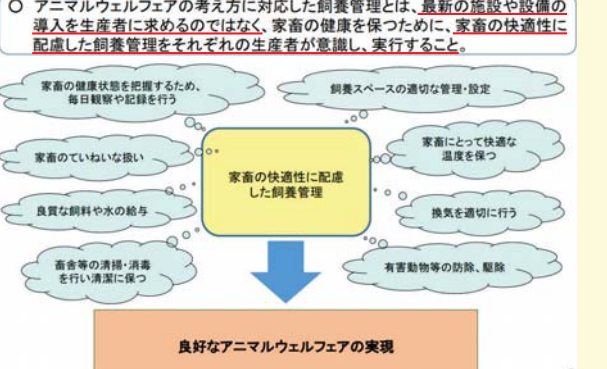 ○ アニマルウェルフェアの考え方に対応した飼養管理とは、最新の施設や設備の
導入を生産者に求めるのではなく、家畜の健康を保つために、家畜の快適性に
配慮した飼養管理をそれぞれの生産者が意識し、実行すること。
家畜の健康状態を把握するため、
毎日観察や記録を行う
飼養スペースの適切な管理・設定
家畜のていねいな扱い
家畜にとって快適な
温度を保つ
家畜の快適性に配慮
した飼養管理
良質な飼料や水の給与
換気を適切に行う
畜舎等の清掃・消毒
を行い清潔に保つ
有害動物等の防除、駆除
良好なアニマルウェルフェアの実現